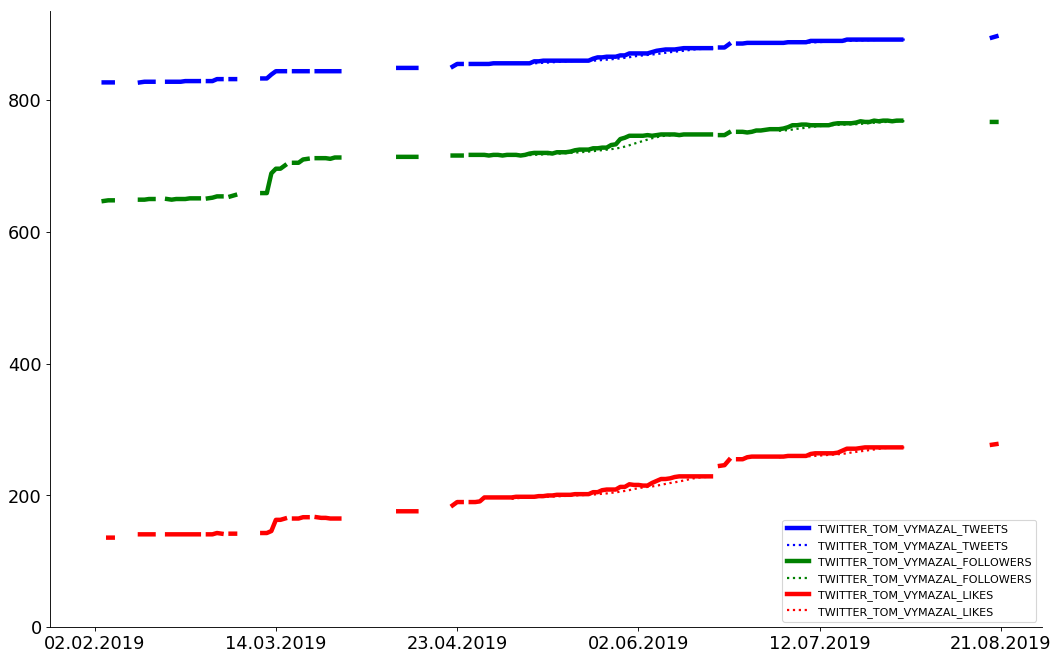 800
600
400
200
0
02.02.2019 14.03.2019 23.04.2019 02.06.2019 12.07.2019 21.08.2019
TWITTER_TOM_VYMAZAL_TWEETS
TWITTER_TOM_VYMAZAL_TWEETS
TWITTER_TOM_VYMAZAL_FOLLOWERS
TWITTER_TOM_VYMAZAL_FOLLOWERS
TWITTER_TOM_VYMAZAL_LIKES
TWITTER_TOM_VYMAZAL_LIKES